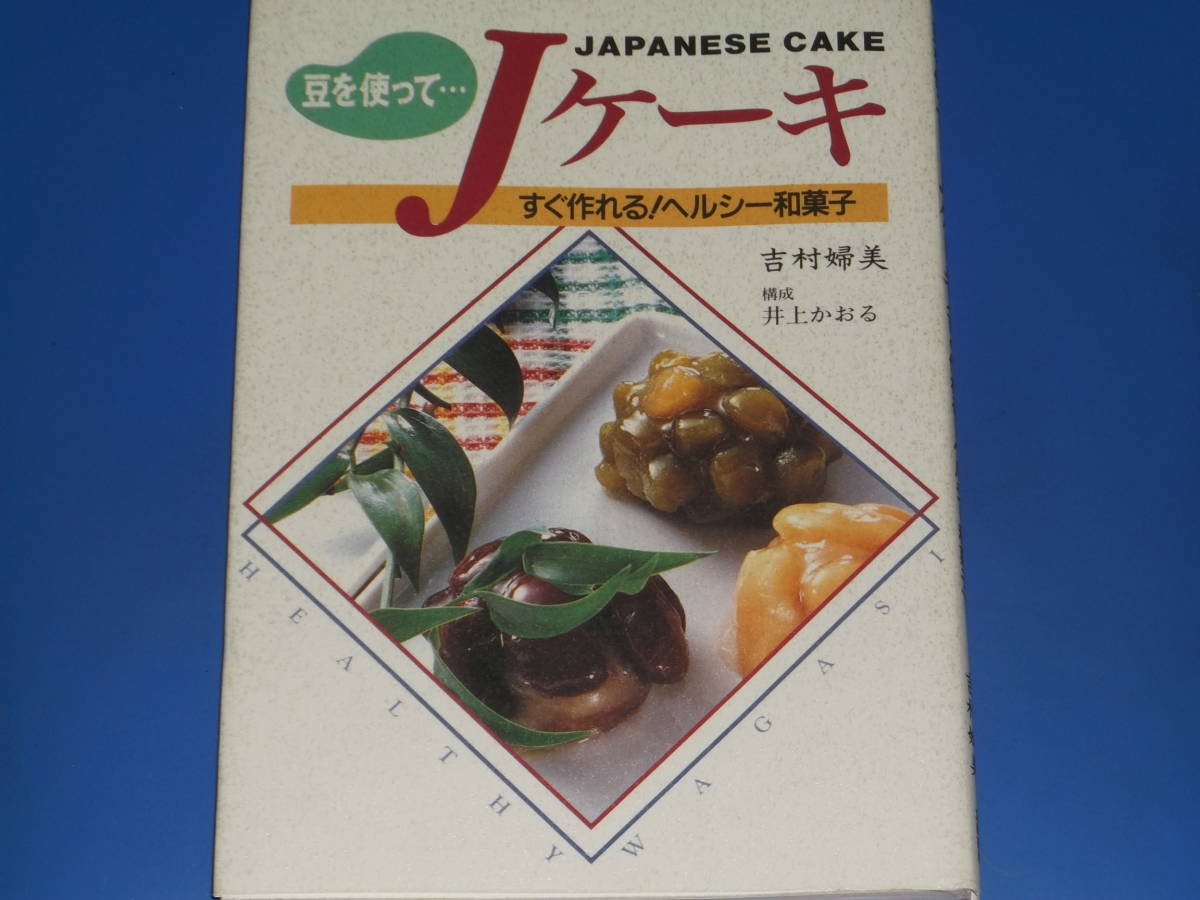 JAPANESE CAKE
豆を使って…
Jケーキ
すぐ作れる!ヘルシー和菓子
吉村婦美
構成
井上かおる
HEALTHY WAGASI